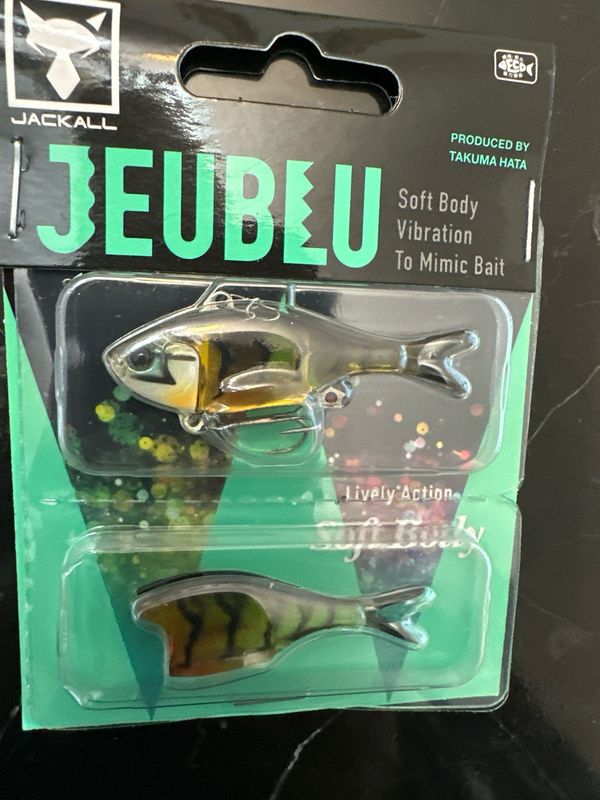 JACKALL
PRODUCED BY
TAKUMA HATA
JEUBLU
Soft Body
Vibration
To Mimic Bait
Lively Action
Soft Body